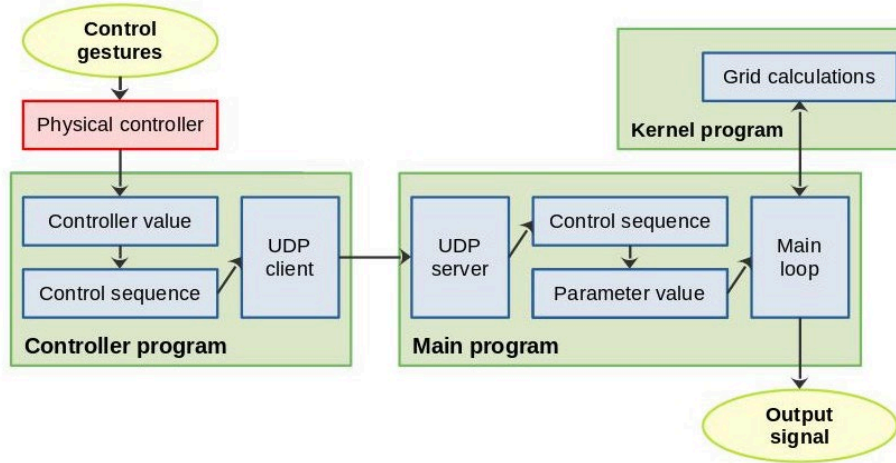 Control
gestures
Physical controller
Controller value
Control sequence
UDP
client
Controller program
UDP
server
Control sequence
Parameter value
Main
loop
Main program
Grid calculations
Kernel program
Output
signal